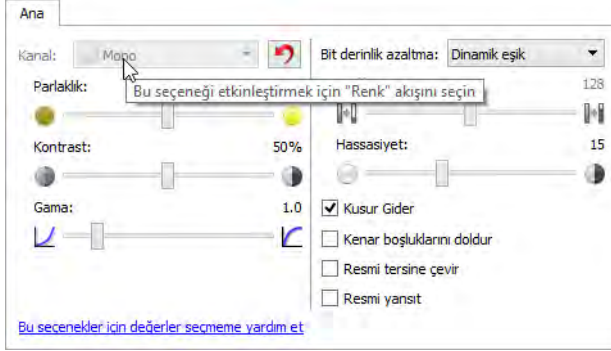 Ana
Kanal: Mono
Bit derinlik azaltma: Dinamik eşik
Parlaklık:
Bu seçeneği etkinleştirmek için "Renk" akışını seçin
128
Kontrast: 50%
Hassasiyet: 15
Gama: 1.0
Kusur Gider
Kenar boşluklarını doldur
Resmi tersine çevir
Resmi yansıt
Bu seçenekler için değerler seçmeme yardım et